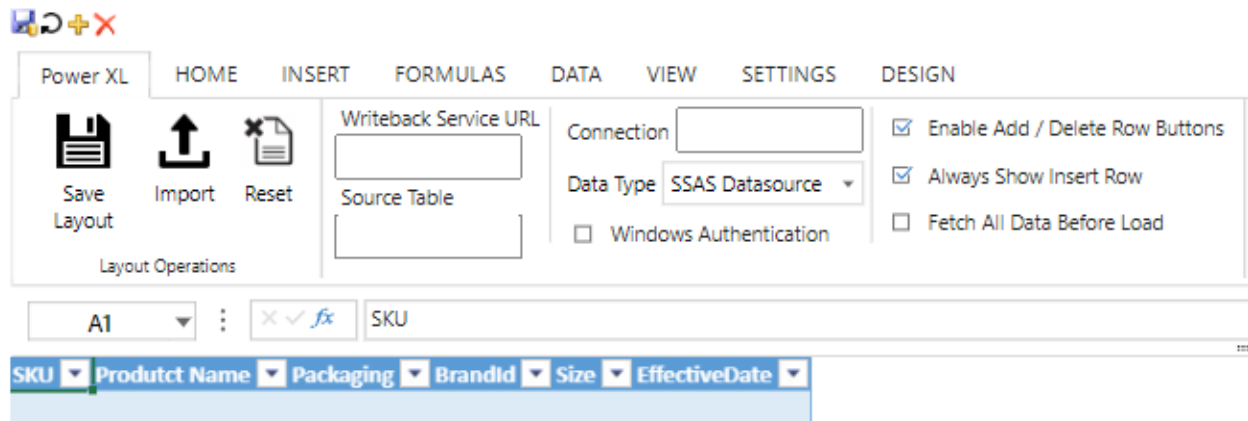 Power XL HOME INSERT FORMULAS DATA VIEW SETTINGS DESIGN
Save Layout
Import
Reset
Layout Operations
Writeback Service URL
Source Table
Connection
Data Type SSAS Datasource
Windows Authentication
Enable Add / Delete Row Buttons
Always Show Insert Row
Fetch All Data Before Load
A1 fx SKU
SKU Produtct Name Packaging BrandId Size EffectiveDate